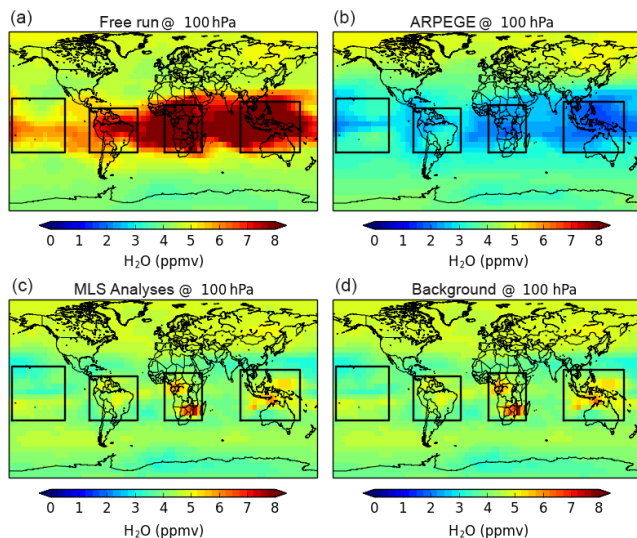 (a) Free run @ 100 hPa
(b) ARPEGE @ 100 hPa
0 1 2 3 4 5 6 7 8
H₂O (ppmv)
0 1 2 3 4 5 6 7 8
H₂O (ppmv)
(c) MLS Analyses @ 100 hPa
(d) Background @ 100 hPa
0 1 2 3 4 5 6 7 8
H₂O (ppmv)
0 1 2 3 4 5 6 7 8
H₂O (ppmv)